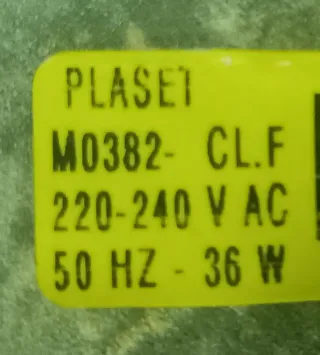 PLASET
M0382- CL.F
220-240 V AC
50 HZ - 36 W